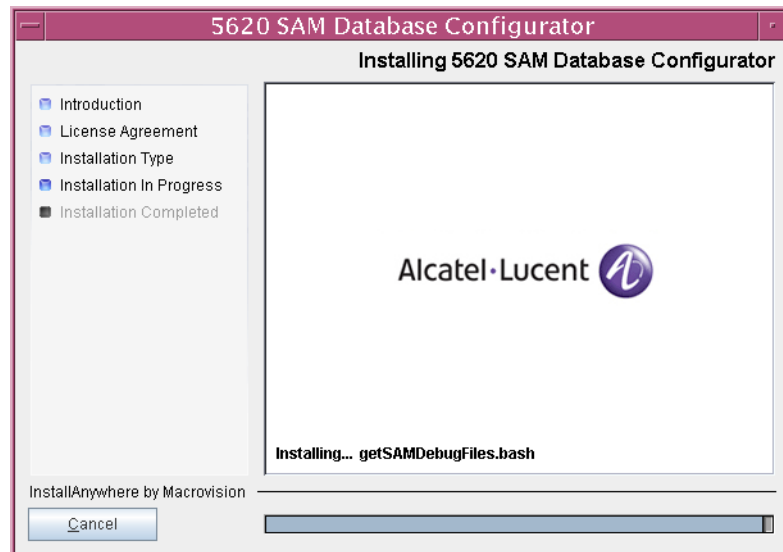 5620 SAM Database Configurator
Installing 5620 SAM Database Configurator
Introduction
License Agreement
Installation Type
Installation In Progress
Installation Completed
Alcatel·Lucent
Installing... getSAMDebugFiles.bash
InstallAnywhere by Macrovision
Cancel